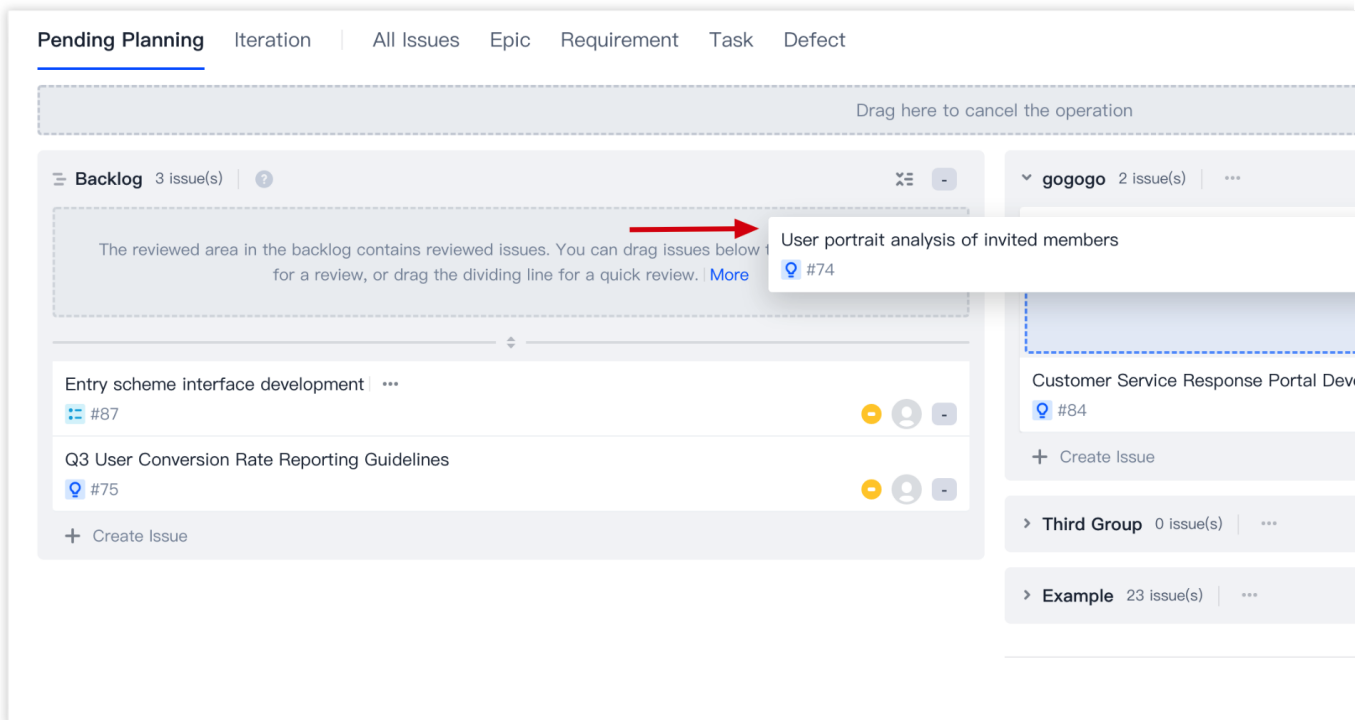 Pending Planning Iteration All Issues Epic Requirement Task Defect
Drag here to cancel the operation
Backlog 3 issue(s) ?
-
The reviewed area in the backlog contains reviewed issues. You can drag issues below
for a review, or drag the dividing line for a quick review. More
Entry scheme interface development
#87
-
Q3 User Conversion Rate Reporting Guidelines
#75
-
+ Create Issue
gogogo 2 issue(s)
User portrait analysis of invited members
#74
Customer Service Response Portal
#84
+ Create Issue
Third Group 0 issue(s)
Example 23 issue(s)